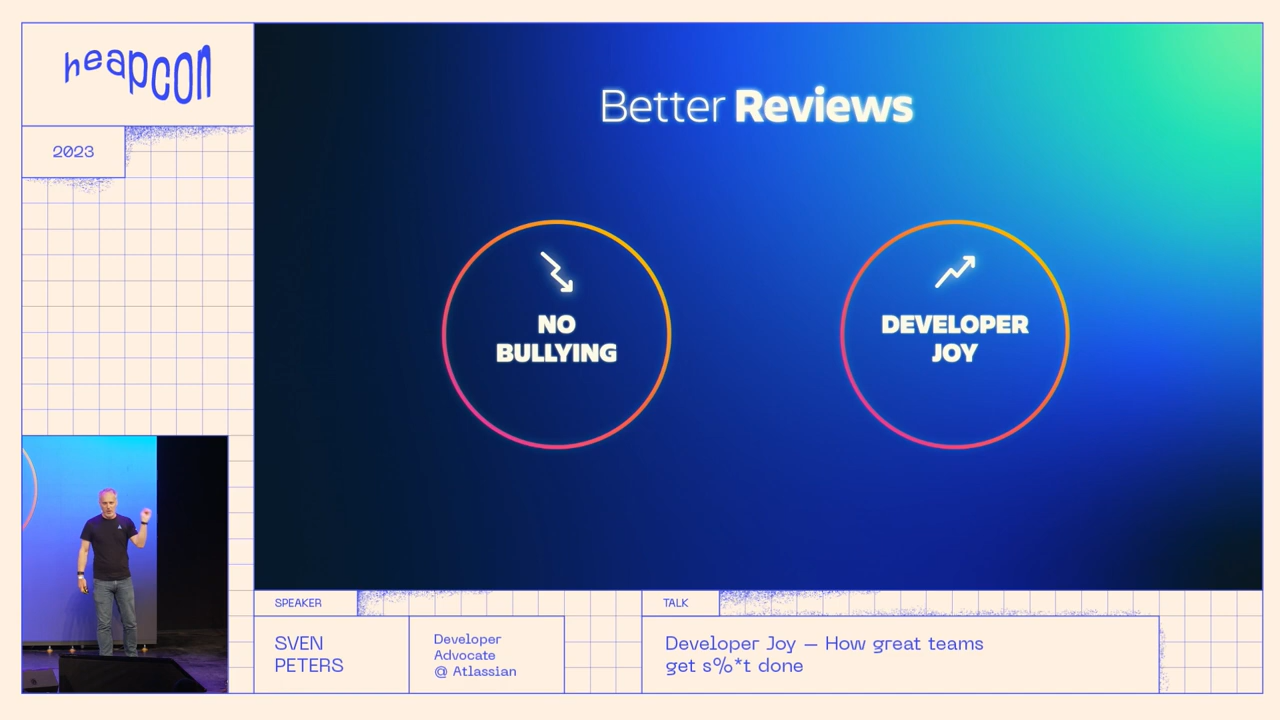 heapcon
2023
Better Reviews
NO
BULLYING
DEVELOPER
JOY
SPEAKER
SVEN
PETERS
Developer
Advocate
@ Atlassian
TALK
Developer Joy — How great teams
get s%*t done